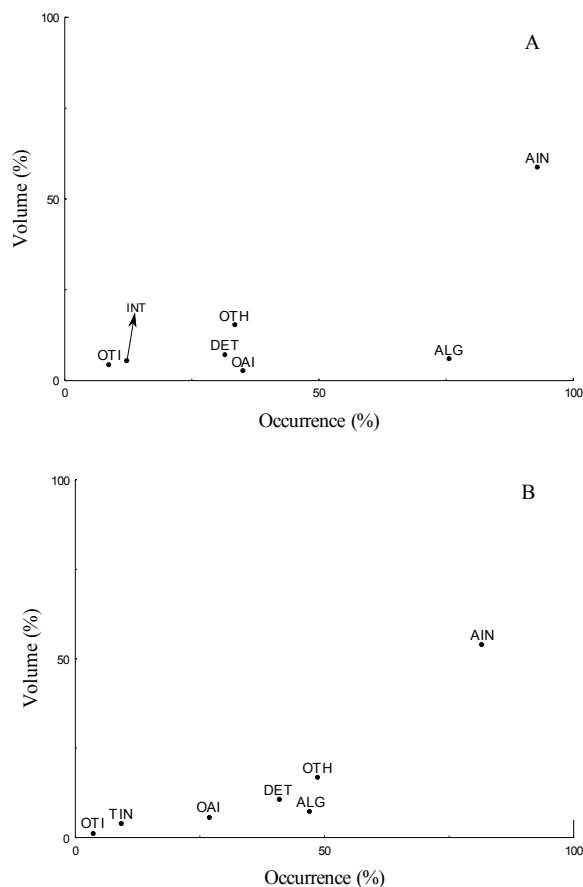 100
A
AIN
Volume (%)
50
INT
OTH
OTI
DET
OAI
ALG
0
0
50
100
Occurrence (%)
100
B
AIN
Volume (%)
50
OTH
DET
ALG
OAI
TIN
OTI
0
0
50
100
Occurrence (%)